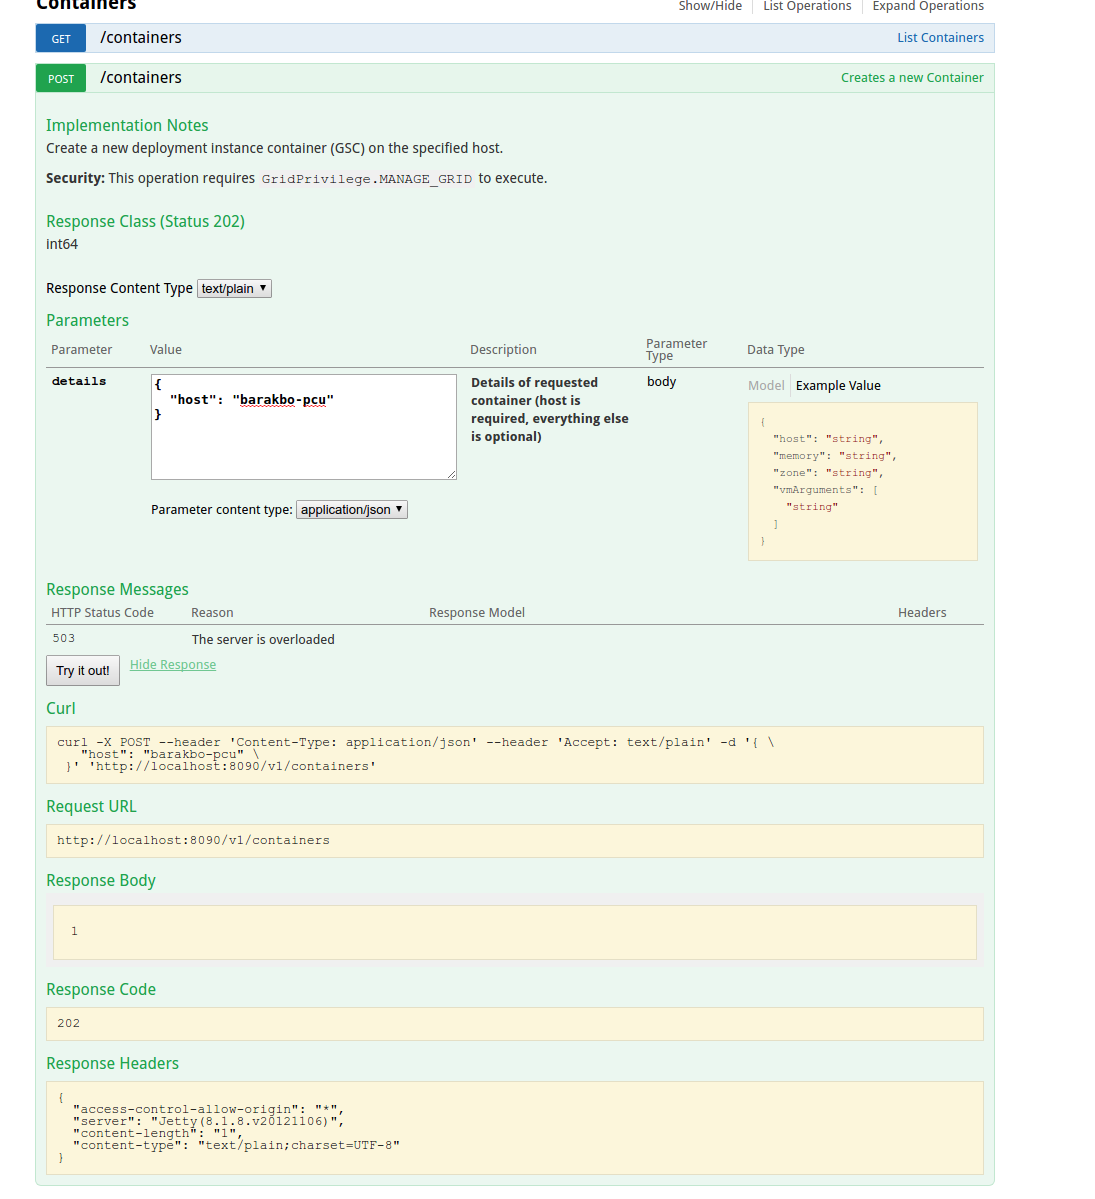 Containers
Show/Hide List Operations Expand Operations
GET /containers List Containers
POST /containers Creates a new Container
Implementation Notes
Create a new deployment instance container (GSC) on the specified host.
Security: This operation requires GridPrivilege.MANAGE_GRID to execute.
Response Class (Status 202)
int64
Response Content Type text/plain
Parameters
Parameter Value Description Parameter Type Data Type
details
{
"host": "barakbo-pcu"
}
Parameter content type: application/json
Details of requested
container (host is
required, everything else
is optional)
body
Model Example Value
{
"host": "string",
"memory": "string",
"zone": "string",
"vmArguments": [
"string"
]
}
Response Messages
HTTP Status Code Reason Response Model Headers
503 The server is overloaded
Try it out! Hide Response
Curl
curl -X POST --header 'Content-Type: application/json' --header 'Accept: text/plain' -d '{ \
"host": "barakbo-pcu" \
}' 'http://localhost:8090/v1/containers'
Request URL
http://localhost:8090/v1/containers
Response Body
1
Response Code
202
Response Headers
{
"access-control-allow-origin": "*",
"server": "Jetty(8.1.8.v20121106)",
"content-length": "1",
"content-type": "text/plain;charset=UTF-8"
}